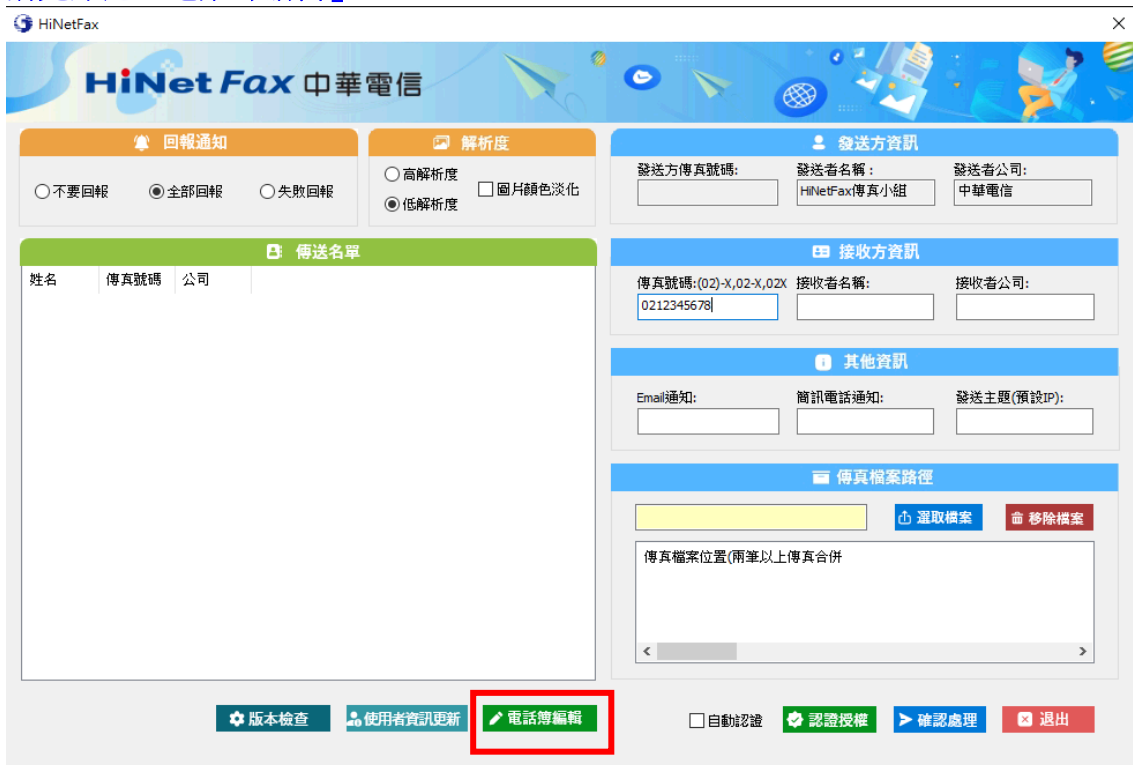 HiNetFax
HiNet Fax 中華電信
回報通知
不要回報 全部回報 失敗回報
解析度
高解析度
低解析度
圖片顏色淡化
發送方資訊
發送方傳真號碼: 發送者名稱: 發送者公司:
HiNetFax傳真小組 中華電信
傳送名單
姓名 傳真號碼 公司
接收方資訊
傳真號碼:(02)-X,02-X,02X 接收者名稱: 接收者公司:
0212345678
其他資訊
Email通知: 簡訊電話通知: 發送主題(預設IP):
傳真檔案路徑
選取檔案 移除檔案
傳真檔案位置(兩筆以上傳真合併
版本檢查 使用者資訊更新 電話簿編輯
自動認證 認證授權 確認處理 退出